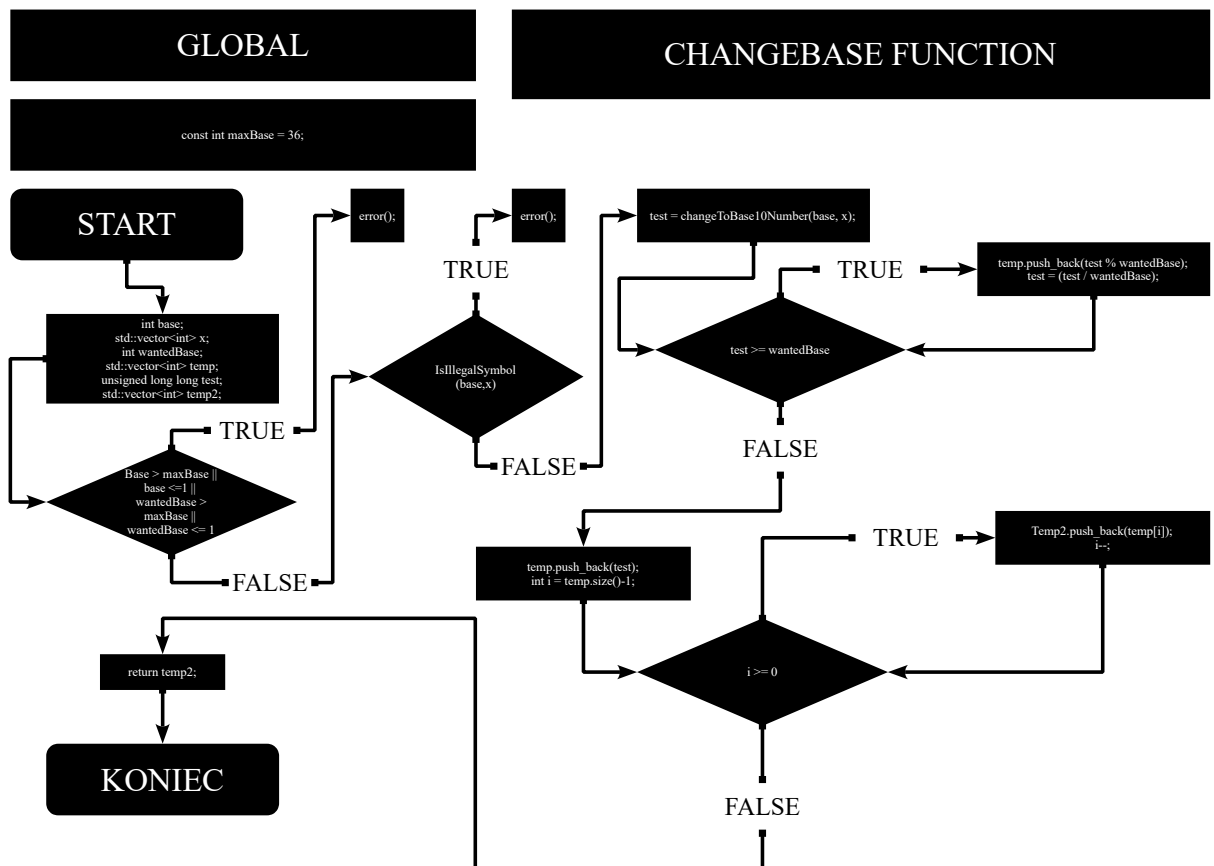 GLOBAL
CHANGEBASE FUNCTION
const int maxBase = 36;
START
error();
error();
test = changeToBase10Number(base, x);
TRUE
TRUE
temp.push_back(test % wantedBase);
test = (test / wantedBase);
int base;
std::vector<int> x;
int wantedBase;
std::vector<int> temp;
unsigned long long test;
std::vector<int> temp2;
IsIllegalSymbol
(base,x)
test >= wantedBase
TRUE
FALSE
FALSE
Base > maxBase ||
base <=1 ||
wantedBase >
maxBase ||
wantedBase <= 1
FALSE
temp.push_back(test);
int i = temp.size()-1;
TRUE
Temp2.push_back(temp[i]);
i--;
return temp2;
i >= 0
KONIEC
FALSE